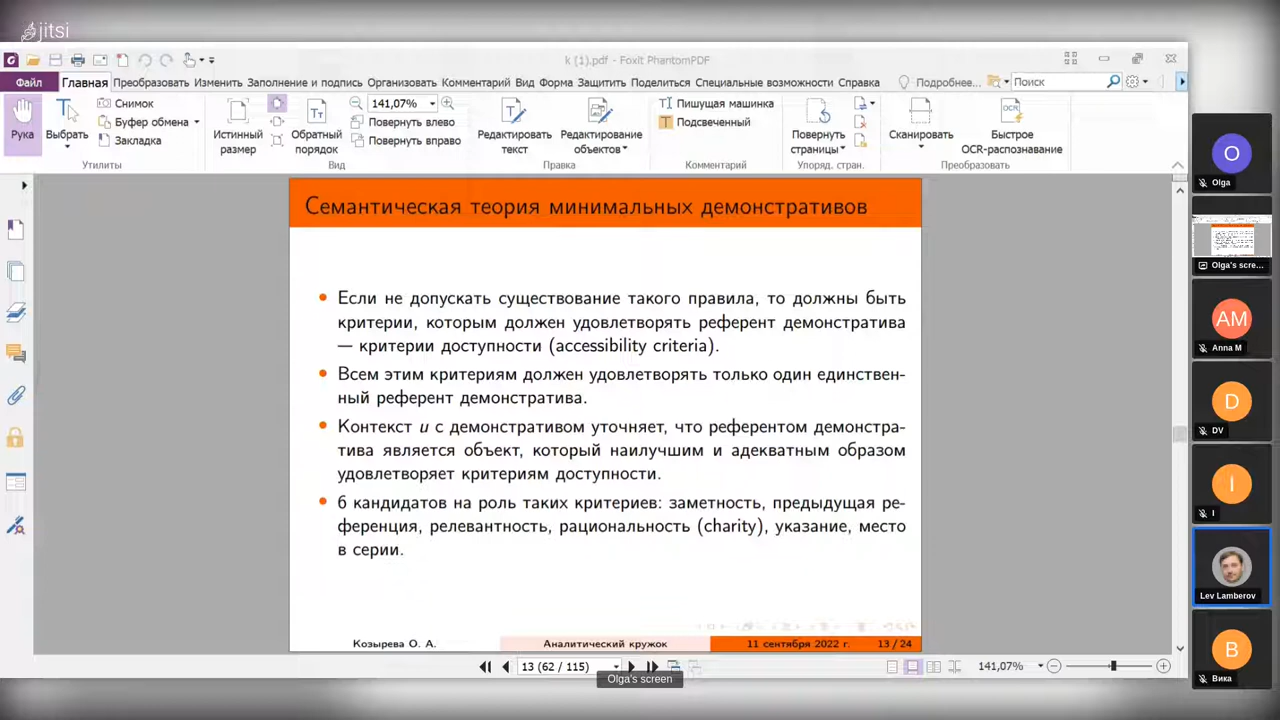 jitsi
k (1).pdf - Foxit PhantomPDF
Файл Главная Преобразовать Изменить Заполнение и подпись Организовать Комментарий Вид Форма Защитить Поделиться Специальные возможности Справка Подробнее... Поиск
Рука
Выбрать
Снимок
Буфер обмена
Закладка
Утилиты
Истинный
размер
Обратный
порядок
141,07%
Повернуть влево
Повернуть вправо
Вид
Редактировать
текст
Редактирование
объектов
Правка
Пишущая машинка
Подсвеченный
Комментарий
Повернуть
страницы
Упоряд. стран.
Сканировать
OCR
Быстрое
OCR-распознавание
Преобразовать
Семантическая теория минимальных демонстративов
Если не допускать существование такого правила, то должны быть
критерии, которым должен удовлетворять референт демонстратива
— критерии доступности (accessibility criteria).
Всем этим критериям должен удовлетворять только один единствен-
ный референт демонстратива.
Контекст u с демонстративом уточняет, что референтом демонстра-
тива является объект, который наилучшим и адекватным образом
удовлетворяет критериям доступности.
6 кандидатов на роль таких критериев: заметность, предыдущая ре-
ференция, релевантность, рациональность (charity), указание, место
в серии.
Козырева О. А. Аналитический кружок 11 сентября 2022 г. 13 / 24
13 (62 / 115)
141,07%
Olga's screen
O
Olga
Olga's scre...
AM
Anna M
D
DV
I
I
Lev Lamberov
B
Вика